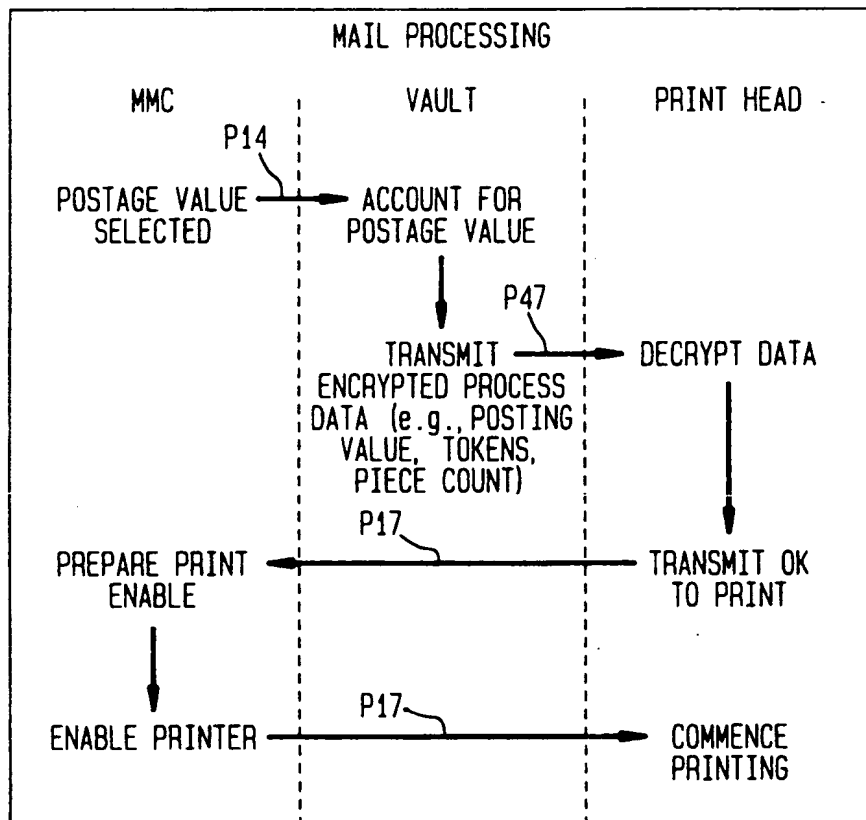 MAIL PROCESSING
MMC
VAULT
PRINT HEAD
P14
POSTAGE VALUE
SELECTED
ACCOUNT FOR
POSTAGE VALUE
P47
TRANSMIT
ENCRYPTED PROCESS
DATA (e.g., POSTING
VALUE, TOKENS,
PIECE COUNT)
DECRYPT DATA
P17
PREPARE PRINT
ENABLE
TRANSMIT OK
TO PRINT
P17
ENABLE PRINTER
COMMENCE
PRINTING